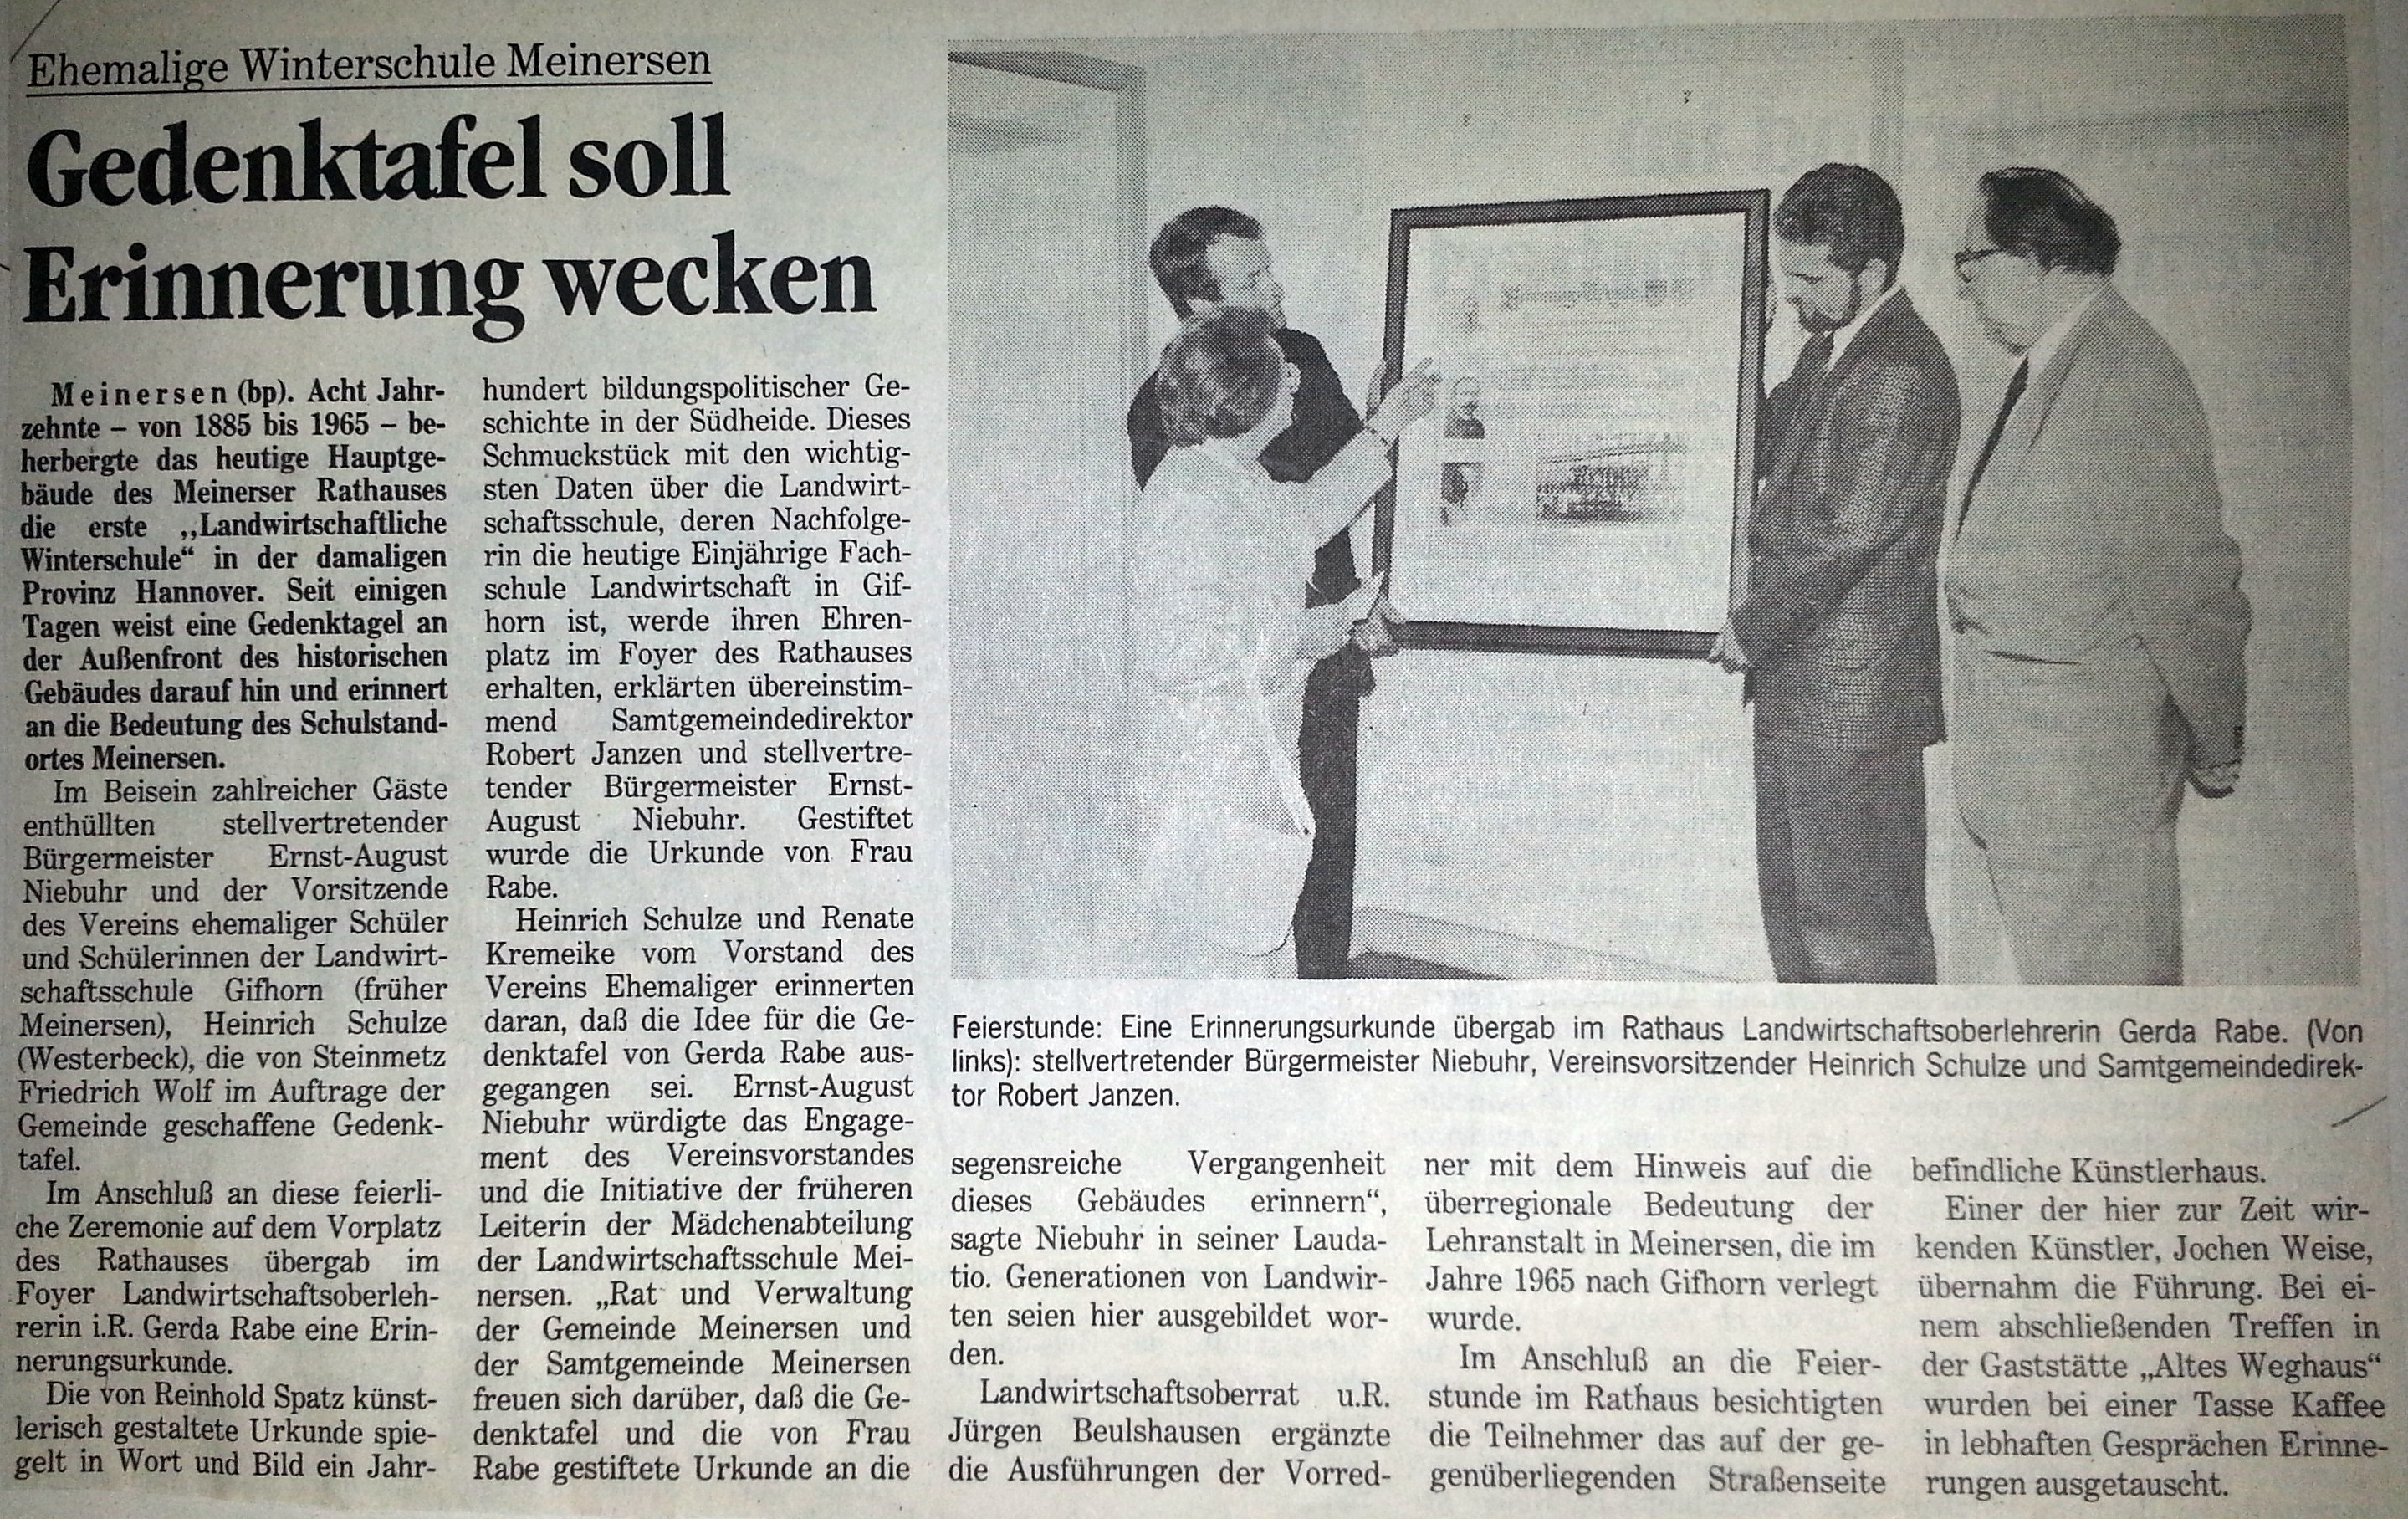 Ehemalige Winterschule Meinersen
Gedenktafel soll
Erinnerung wecken
Meinersen (bp). Acht Jahr-
zehnte – von 1885 bis 1965 – be-
herbergte das heutige Hauptge-
bäude des Meinerser Rathauses
die erste „Landwirtschaftliche
Winterschule“ in der damaligen
Provinz Hannover. Seit einigen
Tagen weist eine Gedenktagel an
der Außenfront des historischen
Gebäudes darauf hin und erinnert
an die Bedeutung des Schulstand-
ortes Meinersen.
Im Beisein zahlreicher Gäste
enthüllten stellvertretender
Bürgermeister Ernst-August
Niebuhr und der Vorsitzende
des Vereins ehemaliger Schüler
und Schülerinnen der Landwirt-
schaftsschule Gifhorn (früher
Meinersen), Heinrich Schulze
(Westerbeck), die von Steinmetz
Friedrich Wolf im Auftrage der
Gemeinde geschaffene Gedenk-
tafel.
Im Anschluß an diese feierli-
che Zeremonie auf dem Vorplatz
des Rathauses übergab im
Foyer Landwirtschaftsoberleh-
rerin i.R. Gerda Rabe eine Erin-
nerungsurkunde.
Die von Reinhold Spatz künst-
lerisch gestaltete Urkunde spie-
gelt in Wort und Bild ein Jahr-
hundert bildungspolitischer Ge-
schichte in der Südheide. Dieses
Schmuckstück mit den wichtig-
sten Daten über die Landwirt-
schaftsschule, deren Nachfolge-
rin die heutige Einjährige Fach-
schule Landwirtschaft in Gif-
horn ist, werde ihren Ehren-
platz im Foyer des Rathauses
erhalten, erklärten übereinstim-
mend Samtgemeindedirektor
Robert Janzen und stellvertre-
tender Bürgermeister Ernst-
August Niebuhr. Gestiftet
wurde die Urkunde von Frau
Rabe.
Heinrich Schulze und Renate
Kremeike vom Vorstand des
Vereins Ehemaliger erinnerten
daran, daß die Idee für die Ge-
denktafel von Gerda Rabe aus-
gegangen sei. Ernst-August
Niebuhr würdigte das Engage-
ment des Vereinsvorstandes
und die Initiative der früheren
Leiterin der Mädchenabteilung
der Landwirtschaftsschule Mei-
nersen. „Rat und Verwaltung
der Gemeinde Meinersen und
der Samtgemeinde Meinersen
freuen sich darüber, daß die Ge-
denktafel und die von Frau
Rabe gestiftete Urkunde an die
Feierstunde: Eine Erinnerungsurkunde übergab im Rathaus Landwirtschaftsoberlehrerin Gerda Rabe. (Von
links): stellvertretender Bürgermeister Niebuhr, Vereinsvorsitzender Heinrich Schulze und Samtgemeindedirek-
tor Robert Janzen.
segensreiche Vergangenheit
dieses Gebäudes erinnern“,
sagte Niebuhr in seiner Lauda-
tio. Generationen von Landwir-
ten seien hier ausgebildet wor-
den.
Landwirtschaftsoberrat u.R.
Jürgen Beulshausen ergänzte
die Ausführungen der Vorred-
ner mit dem Hinweis auf die
überregionale Bedeutung der
Lehranstalt in Meinersen, die im
Jahre 1965 nach Gifhorn verlegt
wurde.
Im Anschluß an die Feier-
stunde im Rathaus besichtigten
die Teilnehmer das auf der ge-
genüberliegenden Straßenseite
befindliche Künstlerhaus.
Einer der hier zur Zeit wir-
kenden Künstler, Jochen Weise,
übernahm die Führung. Bei ei-
nem abschließenden Treffen in
der Gaststätte „Altes Weghaus“
wurden bei einer Tasse Kaffee
in lebhaften Gesprächen Erinne-
rungen ausgetauscht.